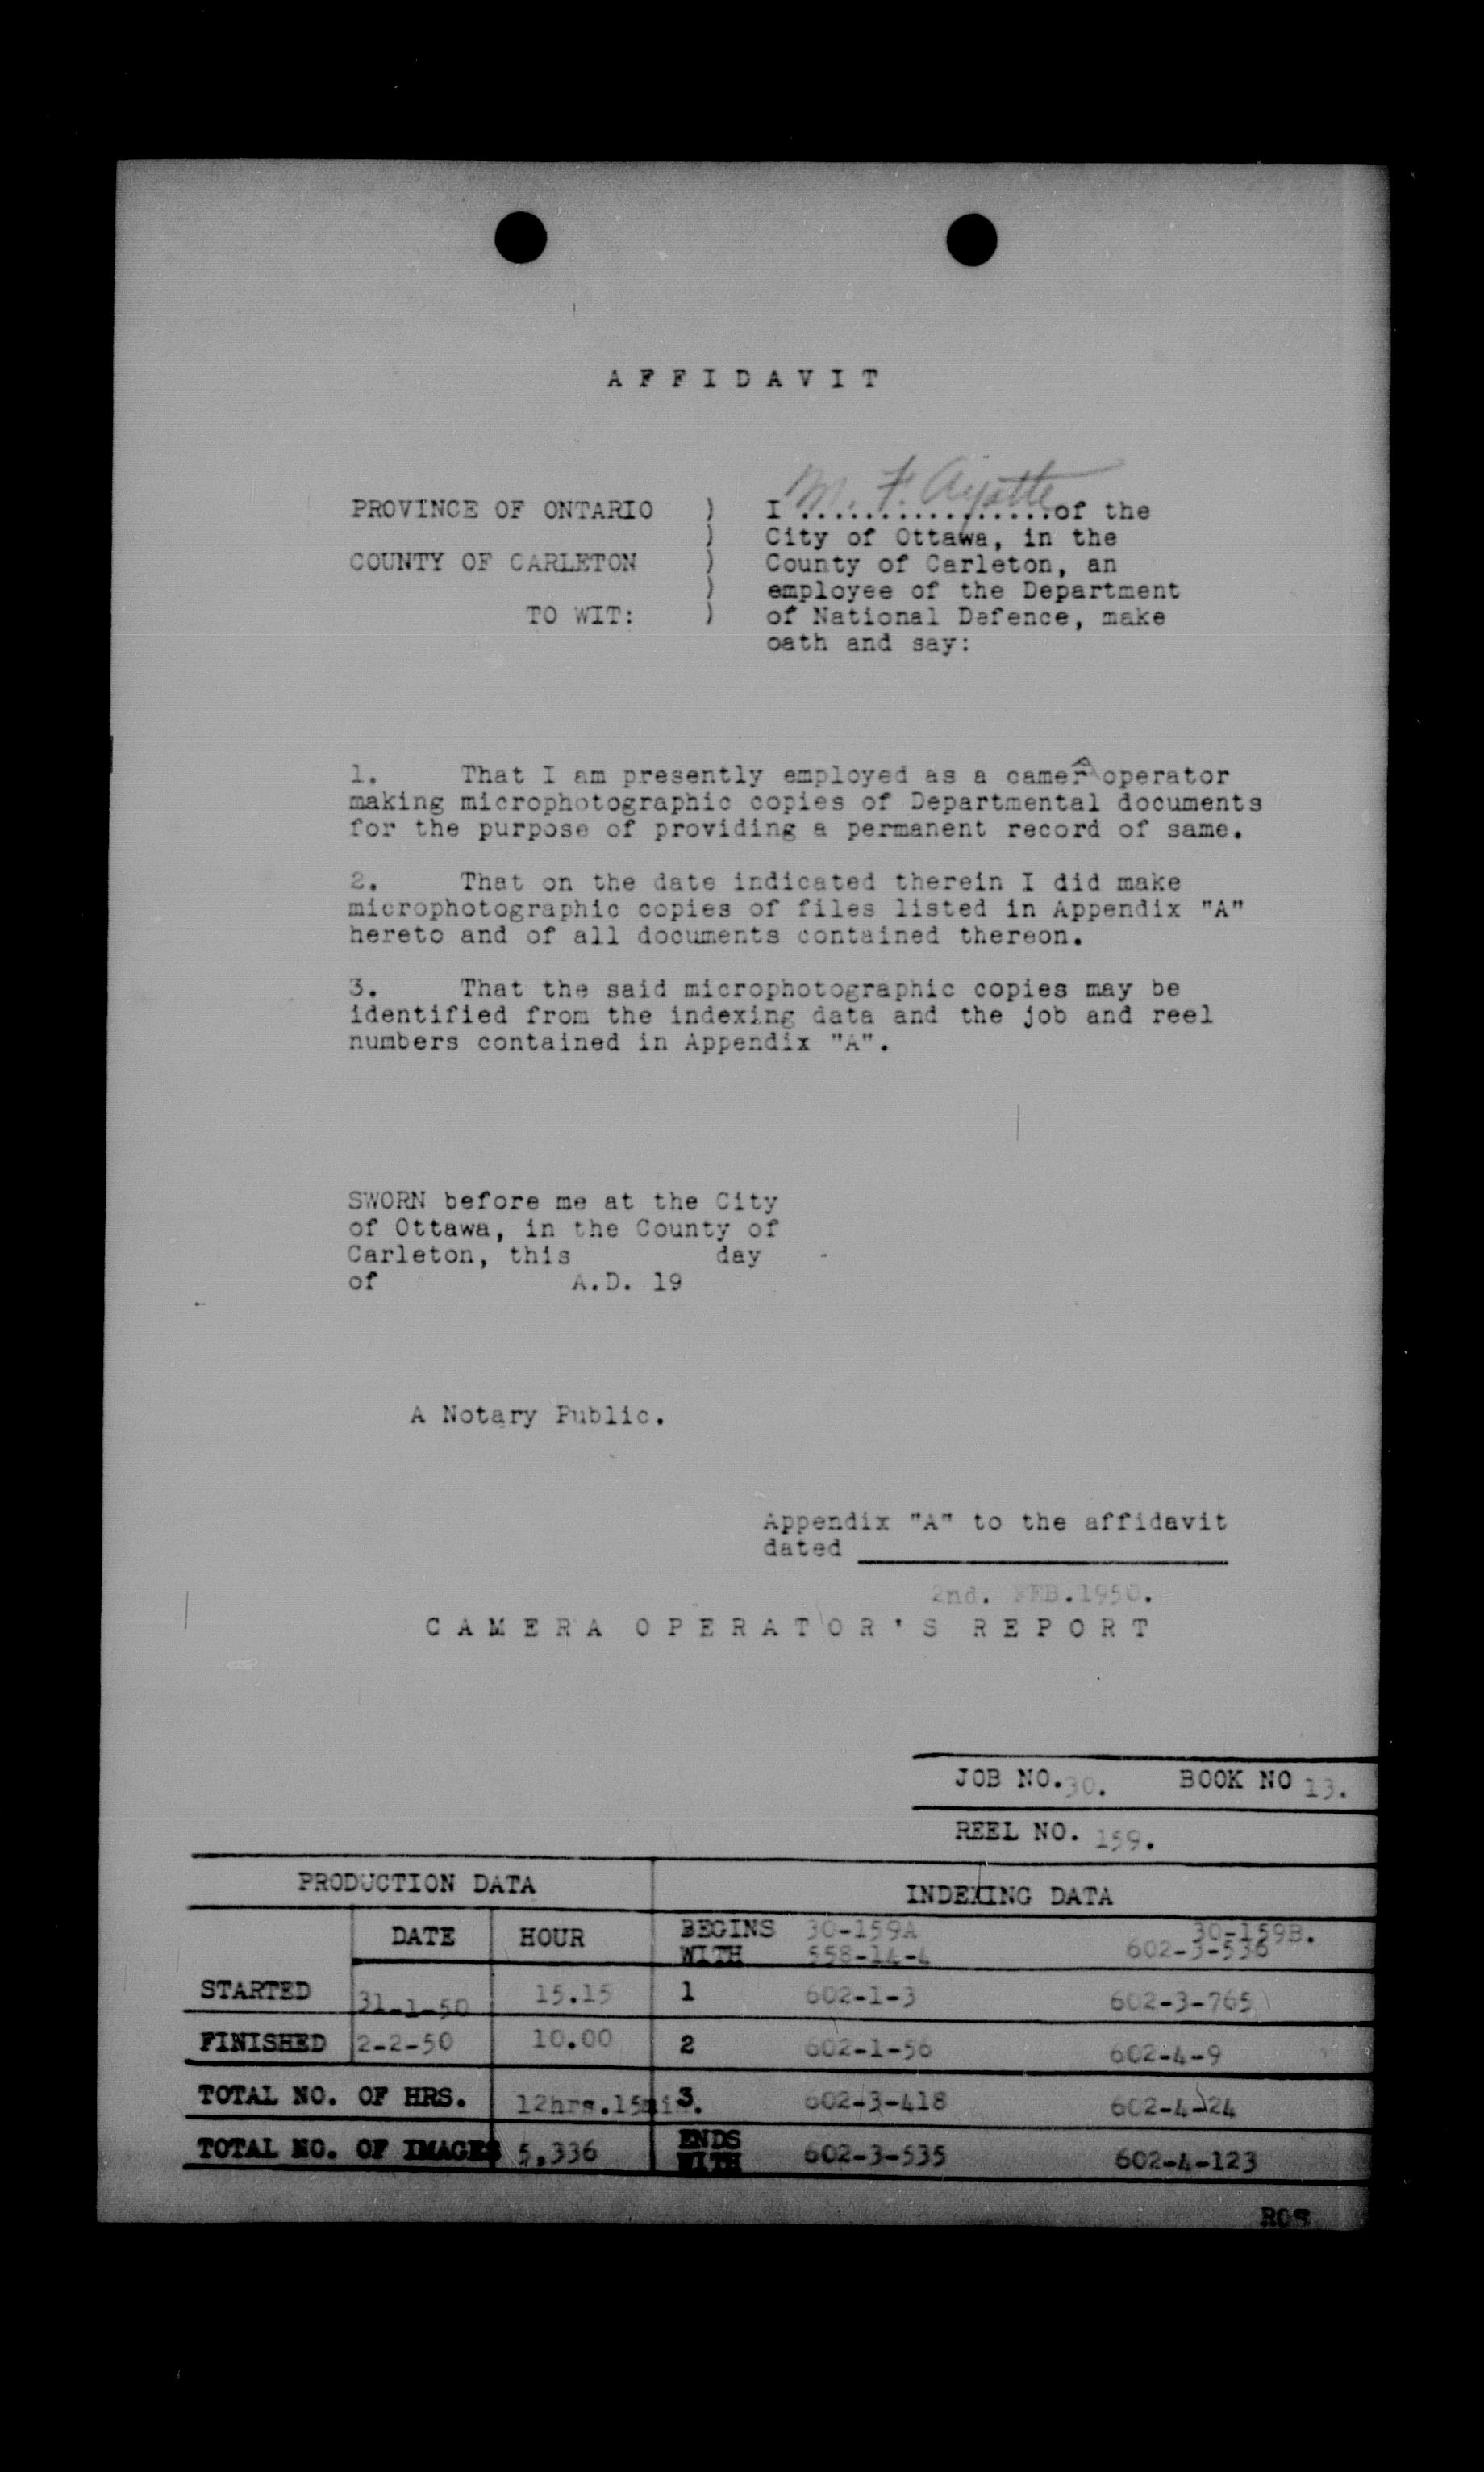 A F F I D A V I T
PROVINCE OF ONTARIO ) I M. F. Ayotte of the
) City of Ottawa, in the
COUNTY OF CARLETON ) County of Carleton, an
) employee of the Department
TO WIT: ) of National Defence, make
oath and say:
1. That I am presently employed as a camera operator
making microphotographic copies of Departmental documents
for the purpose of providing a permanent record of same.
2. That on the date indicated therein I did make
microphotographic copies of files listed in Appendix "A"
hereto and of all documents contained thereon.
3. That the said microphotographic copies may be
identified from the indexing data and the job and reel
numbers contained in Appendix "A".
SWORN before me at the City
of Ottawa, in the County of
Carleton, this day
of A.D. 19
A Notary Public.
Appendix "A" to the affidavit
dated
2nd. FEB.1950.
C A M E R A O P E R A T O R ' S R E P O R T
JOB NO. 30. BOOK NO 13.
REEL NO. 159.
PRODUCTION DATA INDEXING DATA
DATE HOUR BEGINS 30-159A 30-159B.
WITH 558-14-4 602-3-536
STARTED 31-1-50 15.15 1 602-1-3 602-3-765
FINISHED 2-2-50 10.00 2 602-1-56 602-4-9
TOTAL NO. OF HRS. 12hrs.15min. 3 602-3-418 602-4-24
TOTAL NO. OF IMAGES 5,336 ENDS WITH 602-3-535 602-4-123
ROS